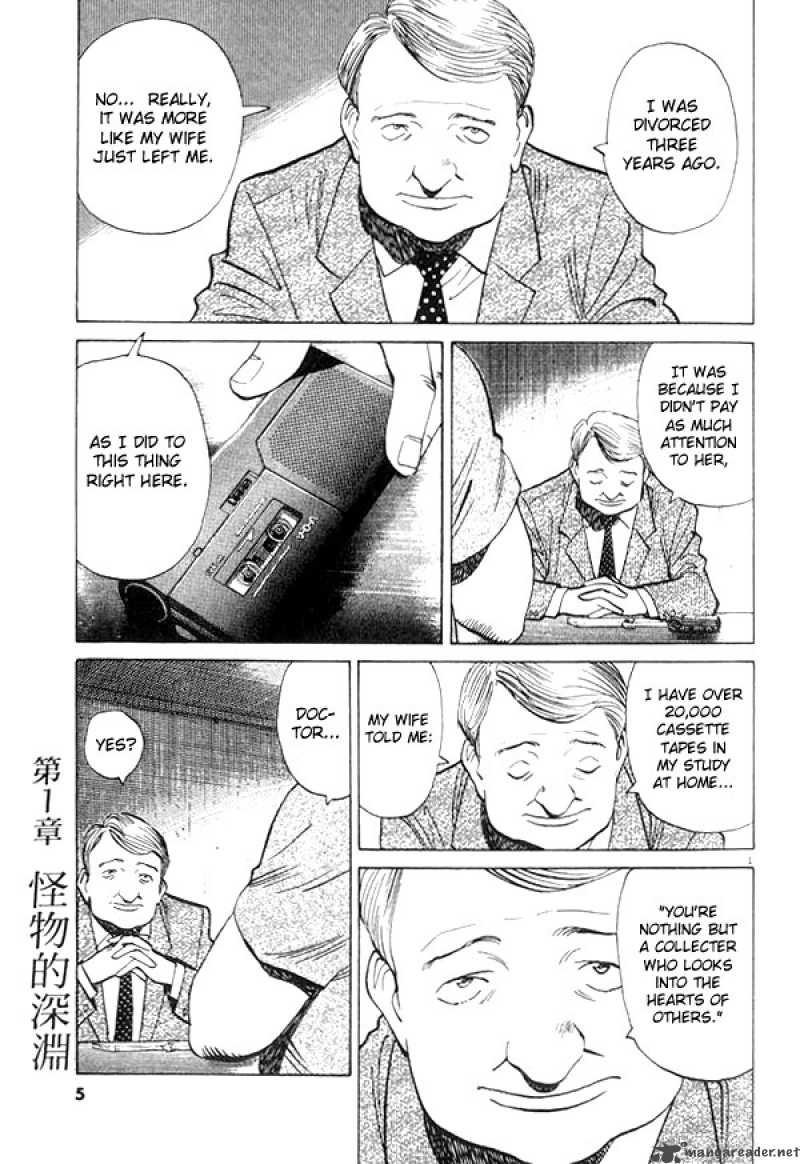 I WAS
DIVORCED
THREE
YEARS AGO.
NO... REALLY,
IT WAS MORE
LIKE MY WIFE
JUST LEFT ME.
IT WAS
BECAUSE I
DIDN'T PAY
AS MUCH
ATTENTION
TO HER,
AS I DID TO
THIS THING
RIGHT HERE.
I HAVE OVER
20,000
CASSETTE
TAPES IN
MY STUDY
AT HOME...
MY WIFE
TOLD ME:
"YOU'RE
NOTHING BUT
A COLLECTER
WHO LOOKS
INTO THE
HEARTS OF
OTHERS."
DOC-
TOR...
YES?
第1章 怪物的深淵
5
1
mangareader.net